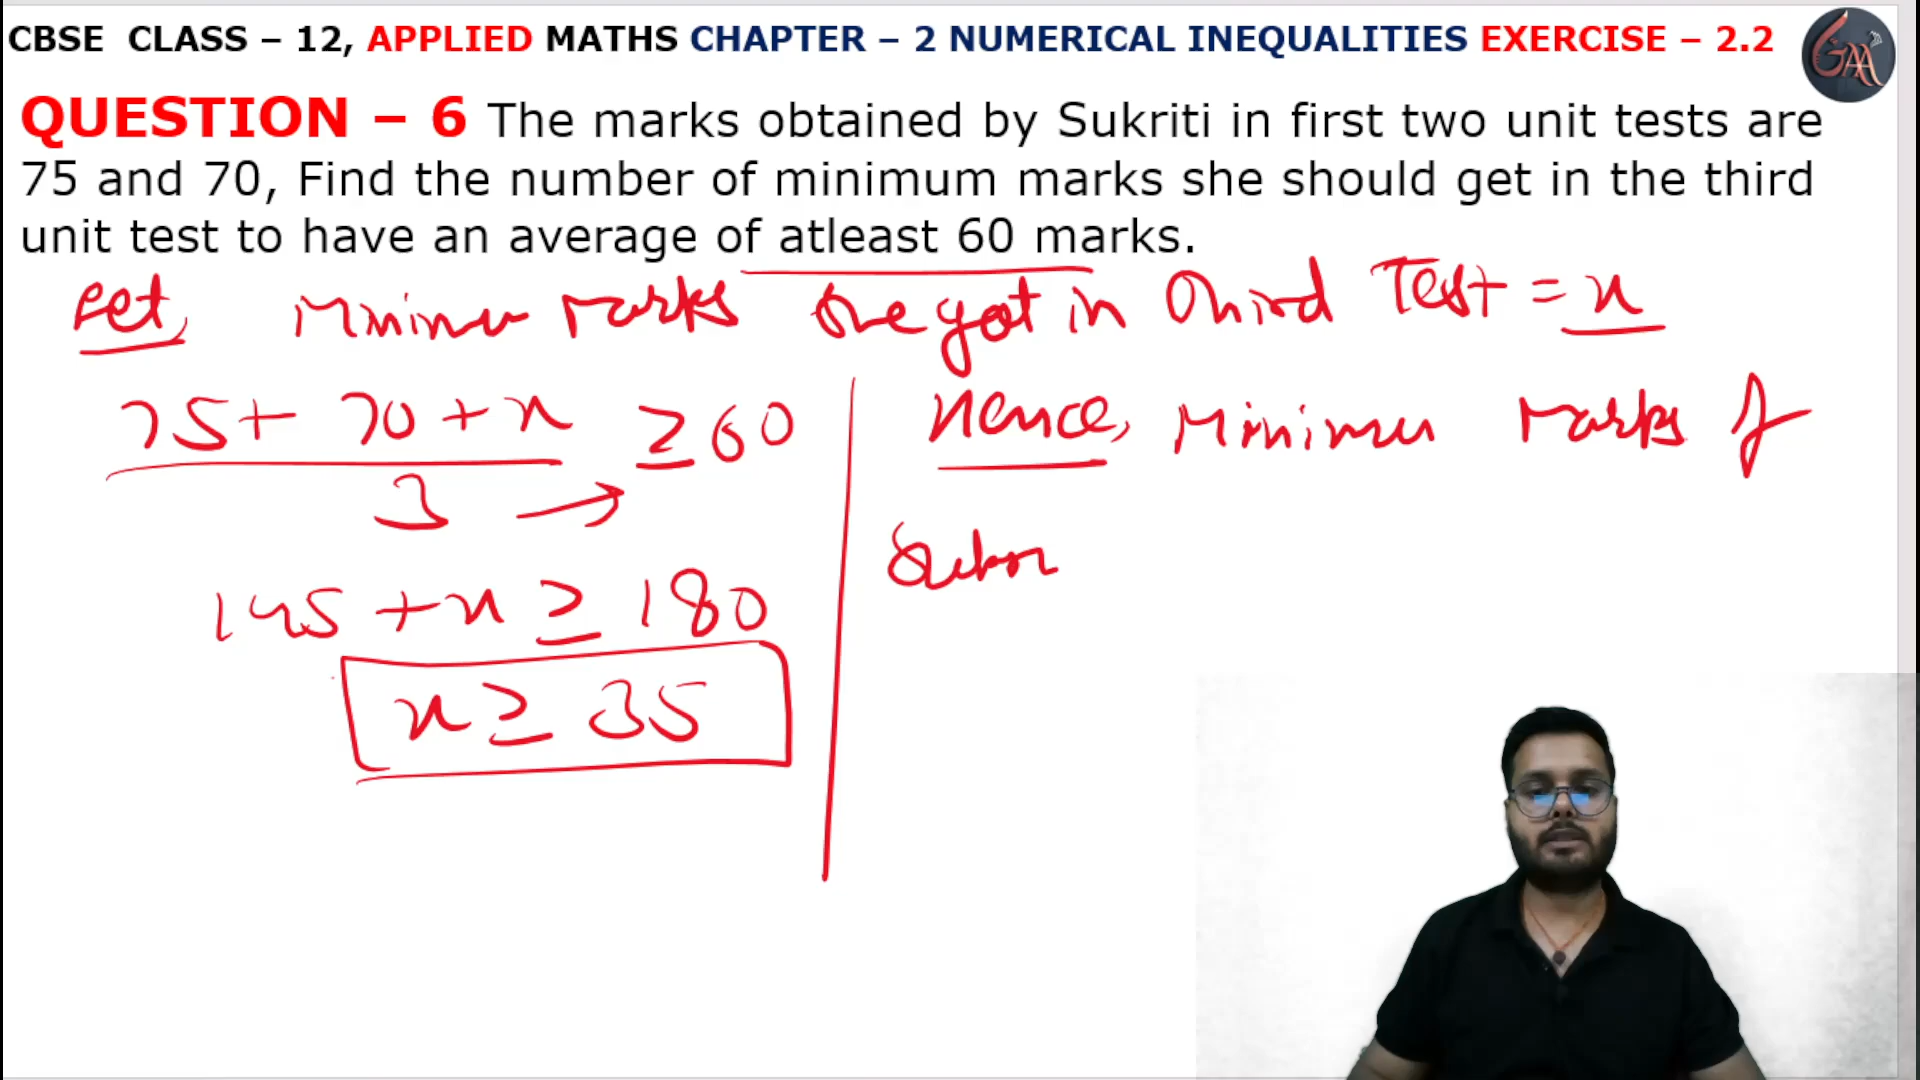 CBSE CLASS – 12, APPLIED MATHS CHAPTER – 2 NUMERICAL INEQUALITIES EXERCISE – 2.2
QUESTION – 6 The marks obtained by Sukriti in first two unit tests are
75 and 70, Find the number of minimum marks she should get in the third
unit test to have an average of atleast 60 marks.
Let, Minimum Marks She got in third Test = x
75 + 70 + x ≥ 60
3
145 + x ≥ 180
x ≥ 35
Hence, Minimum Marks of